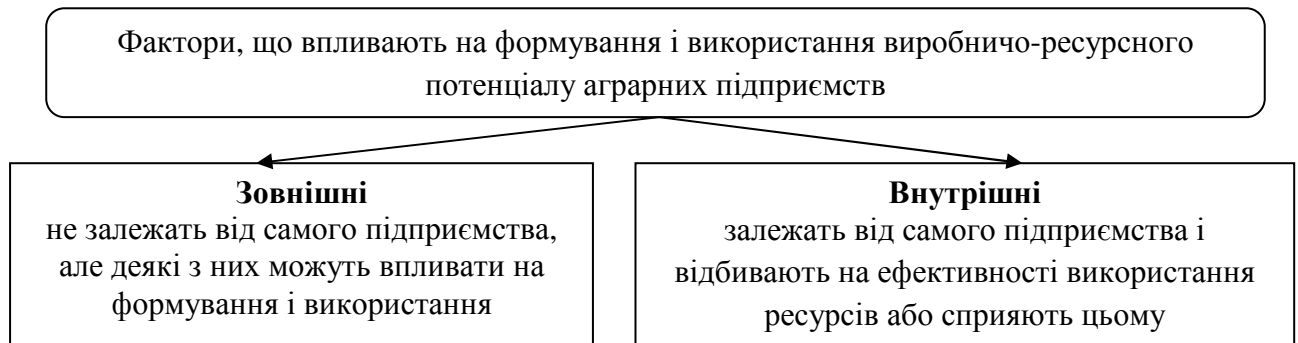 Фактори, що впливають на формування і використання виробничо-ресурсного
потенціалу аграрних підприємств
Зовнішні
не залежать від самого підприємства,
але деякі з них можуть впливати на
формування і використання
Внутрішні
залежать від самого підприємства і
відбивають на ефективності використання
ресурсів або сприяють цьому